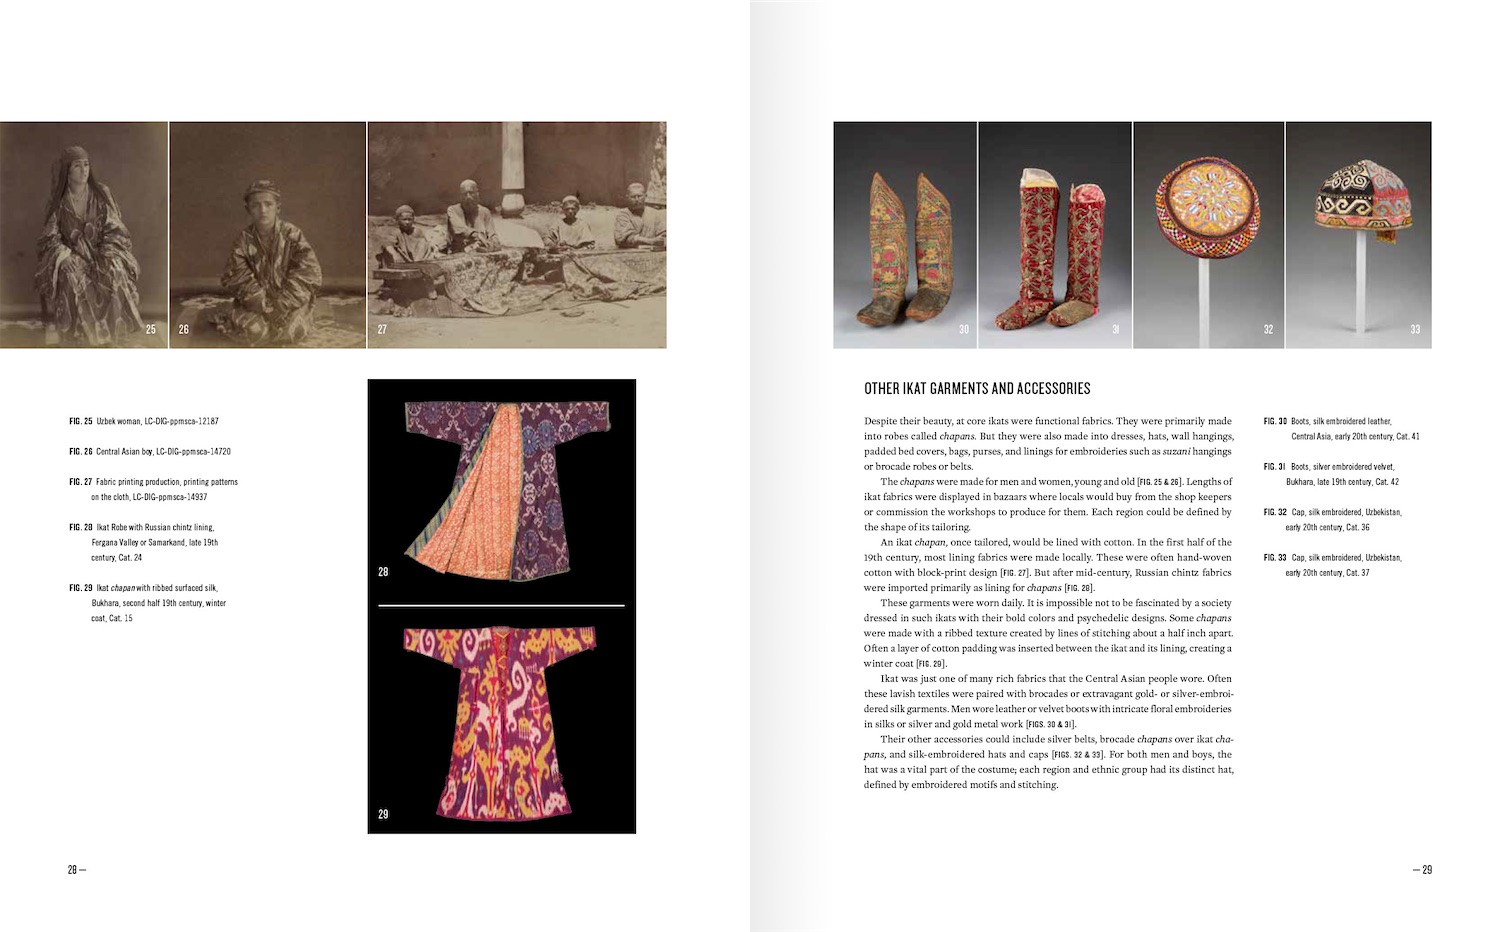 25
26
27
FIG. 25 Uzbek woman, LC-DIG-ppmsca-12187
FIG. 26 Central Asian boy, LC-DIG-ppmsca-14720
FIG. 27 Fabric printing production, printing patterns
on the cloth, LC-DIG-ppmsca-14937
FIG. 28 Ikat Robe with Russian chintz lining,
Fergana Valley or Samarkand, late 19th
century, Cat. 24
FIG. 29 Ikat chapan with ribbed surfaced silk,
Bukhara, second half 19th century, winter
coat, Cat. 15
28
29
28 —
30
31
32
33
OTHER IKAT GARMENTS AND ACCESSORIES
Despite their beauty, at core ikats were functional fabrics. They were primarily made
into robes called chapans. But they were also made into dresses, hats, wall hangings,
padded bed covers, bags, purses, and linings for embroideries such as suzani hangings
or brocade robes or belts.
The chapans were made for men and women, young and old [FIG. 25 & 26]. Lengths of
ikat fabrics were displayed in bazaars where locals would buy from the shop keepers
or commission the workshops to produce for them. Each region could be defined by
the shape of its tailoring.
An ikat chapan, once tailored, would be lined with cotton. In the first half of the
19th century, most lining fabrics were made locally. These were often hand-woven
cotton with block-print design [FIG. 27]. But after mid-century, Russian chintz fabrics
were imported primarily as lining for chapans [FIG. 28].
These garments were worn daily. It is impossible not to be fascinated by a society
dressed in such ikats with their bold colors and psychedelic designs. Some chapans
were made with a ribbed texture created by lines of stitching about a half inch apart.
Often a layer of cotton padding was inserted between the ikat and its lining, creating a
winter coat [FIG. 29].
Ikat was just one of many rich fabrics that the Central Asian people wore. Often
these lavish textiles were paired with brocades or extravagant gold- or silver-embroi-
dered silk garments. Men wore leather or velvet boots with intricate floral embroideries
in silks or silver and gold metal work [FIGS. 30 & 31].
Their other accessories could include silver belts, brocade chapans over ikat cha-
pans, and silk-embroidered hats and caps [FIGS. 32 & 33]. For both men and boys, the
hat was a vital part of the costume; each region and ethnic group had its distinct hat,
defined by embroidered motifs and stitching.
FIG. 30 Boots, silk embroidered leather,
Central Asia, early 20th century, Cat. 41
FIG. 31 Boots, silver embroidered velvet,
Bukhara, late 19th century, Cat. 42
FIG. 32 Cap, silk embroidered, Uzbekistan,
early 20th century, Cat. 36
FIG. 33 Cap, silk embroidered, Uzbekistan,
early 20th century, Cat. 37
— 29